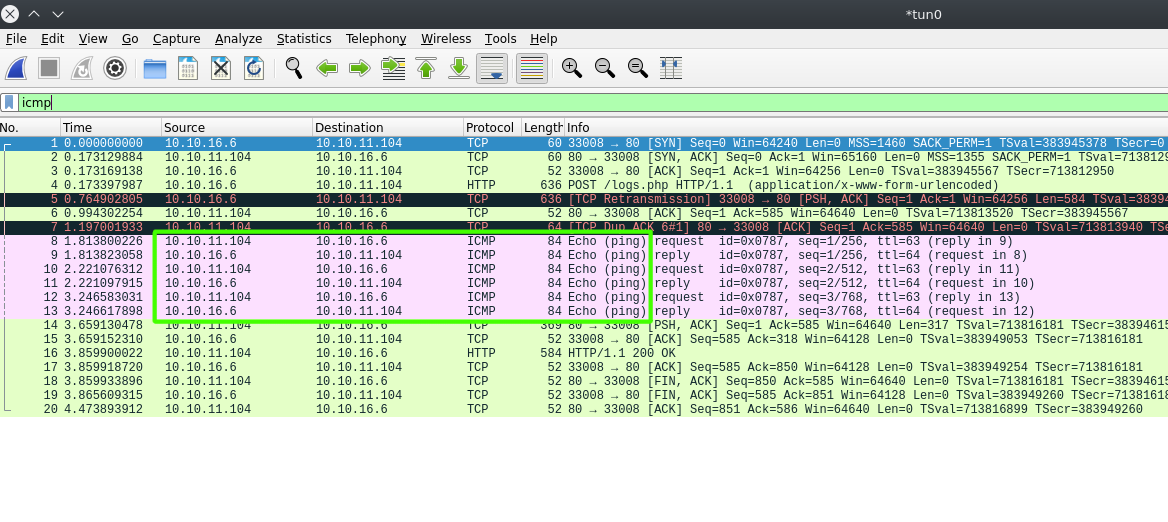 *tun0
File Edit View Go Capture Analyze Statistics Telephony Wireless Tools Help
icmp
No. Time Source Destination Protocol Length Info
1 0.000000000 10.10.16.6 10.10.11.104 TCP 60 33008 → 80 [SYN] Seq=0 Win=64240 Len=0 MSS=1460 SACK_PERM=1 TSval=383945378 TSecr=0
2 0.173129884 10.10.11.104 10.10.16.6 TCP 60 80 → 33008 [SYN, ACK] Seq=0 Ack=1 Win=65160 Len=0 MSS=1355 SACK_PERM=1 TSval=7138129
3 0.173169138 10.10.16.6 10.10.11.104 TCP 52 33008 → 80 [ACK] Seq=1 Ack=1 Win=64256 Len=0 TSval=383945567 TSecr=713812950
4 0.173397987 10.10.16.6 10.10.11.104 HTTP 636 POST /logs.php HTTP/1.1 (application/x-www-form-urlencoded)
5 0.764902805 10.10.16.6 10.10.11.104 TCP 636 [TCP Retransmission] 33008 → 80 [PSH, ACK] Seq=1 Ack=1 Win=64256 Len=584 TSval=38394
6 0.994302254 10.10.11.104 10.10.16.6 TCP 52 80 → 33008 [ACK] Seq=1 Ack=585 Win=64640 Len=0 TSval=713813520 TSecr=383945567
7 1.197001933 10.10.11.104 10.10.16.6 TCP 64 [TCP Dup ACK 6#1] 80 → 33008 [ACK] Seq=1 Ack=585 Win=64640 Len=0 TSval=713813940 TSec
8 1.813800226 10.10.11.104 10.10.16.6 ICMP 84 Echo (ping) request id=0x0787, seq=1/256, ttl=63 (reply in 9)
9 1.813823058 10.10.16.6 10.10.11.104 ICMP 84 Echo (ping) reply id=0x0787, seq=1/256, ttl=64 (request in 8)
10 2.221076312 10.10.11.104 10.10.16.6 ICMP 84 Echo (ping) request id=0x0787, seq=2/512, ttl=63 (reply in 11)
11 2.221097915 10.10.16.6 10.10.11.104 ICMP 84 Echo (ping) reply id=0x0787, seq=2/512, ttl=64 (request in 10)
12 3.246583031 10.10.11.104 10.10.16.6 ICMP 84 Echo (ping) request id=0x0787, seq=3/768, ttl=63 (reply in 13)
13 3.246617898 10.10.16.6 10.10.11.104 ICMP 84 Echo (ping) reply id=0x0787, seq=3/768, ttl=64 (request in 12)
14 3.659130478 10.10.11.104 10.10.16.6 TCP 369 80 → 33008 [PSH, ACK] Seq=1 Ack=585 Win=64640 Len=317 TSval=713816181 TSecr=3839461
15 3.659152310 10.10.16.6 10.10.11.104 TCP 52 33008 → 80 [ACK] Seq=585 Ack=318 Win=64128 Len=0 TSval=383949053 TSecr=713816181
16 3.859900022 10.10.11.104 10.10.16.6 HTTP 584 HTTP/1.1 200 OK
17 3.859918720 10.10.16.6 10.10.11.104 TCP 52 33008 → 80 [ACK] Seq=585 Ack=850 Win=64128 Len=0 TSval=383949254 TSecr=713816181
18 3.859933896 10.10.11.104 10.10.16.6 TCP 52 80 → 33008 [FIN, ACK] Seq=850 Ack=585 Win=64640 Len=0 TSval=713816181 TSecr=38394615
19 3.865609315 10.10.16.6 10.10.11.104 TCP 52 33008 → 80 [FIN, ACK] Seq=585 Ack=851 Win=64128 Len=0 TSval=383949260 TSecr=71381618
20 4.473893912 10.10.11.104 10.10.16.6 TCP 52 80 → 33008 [ACK] Seq=851 Ack=586 Win=64640 Len=0 TSval=713816899 TSecr=383949260